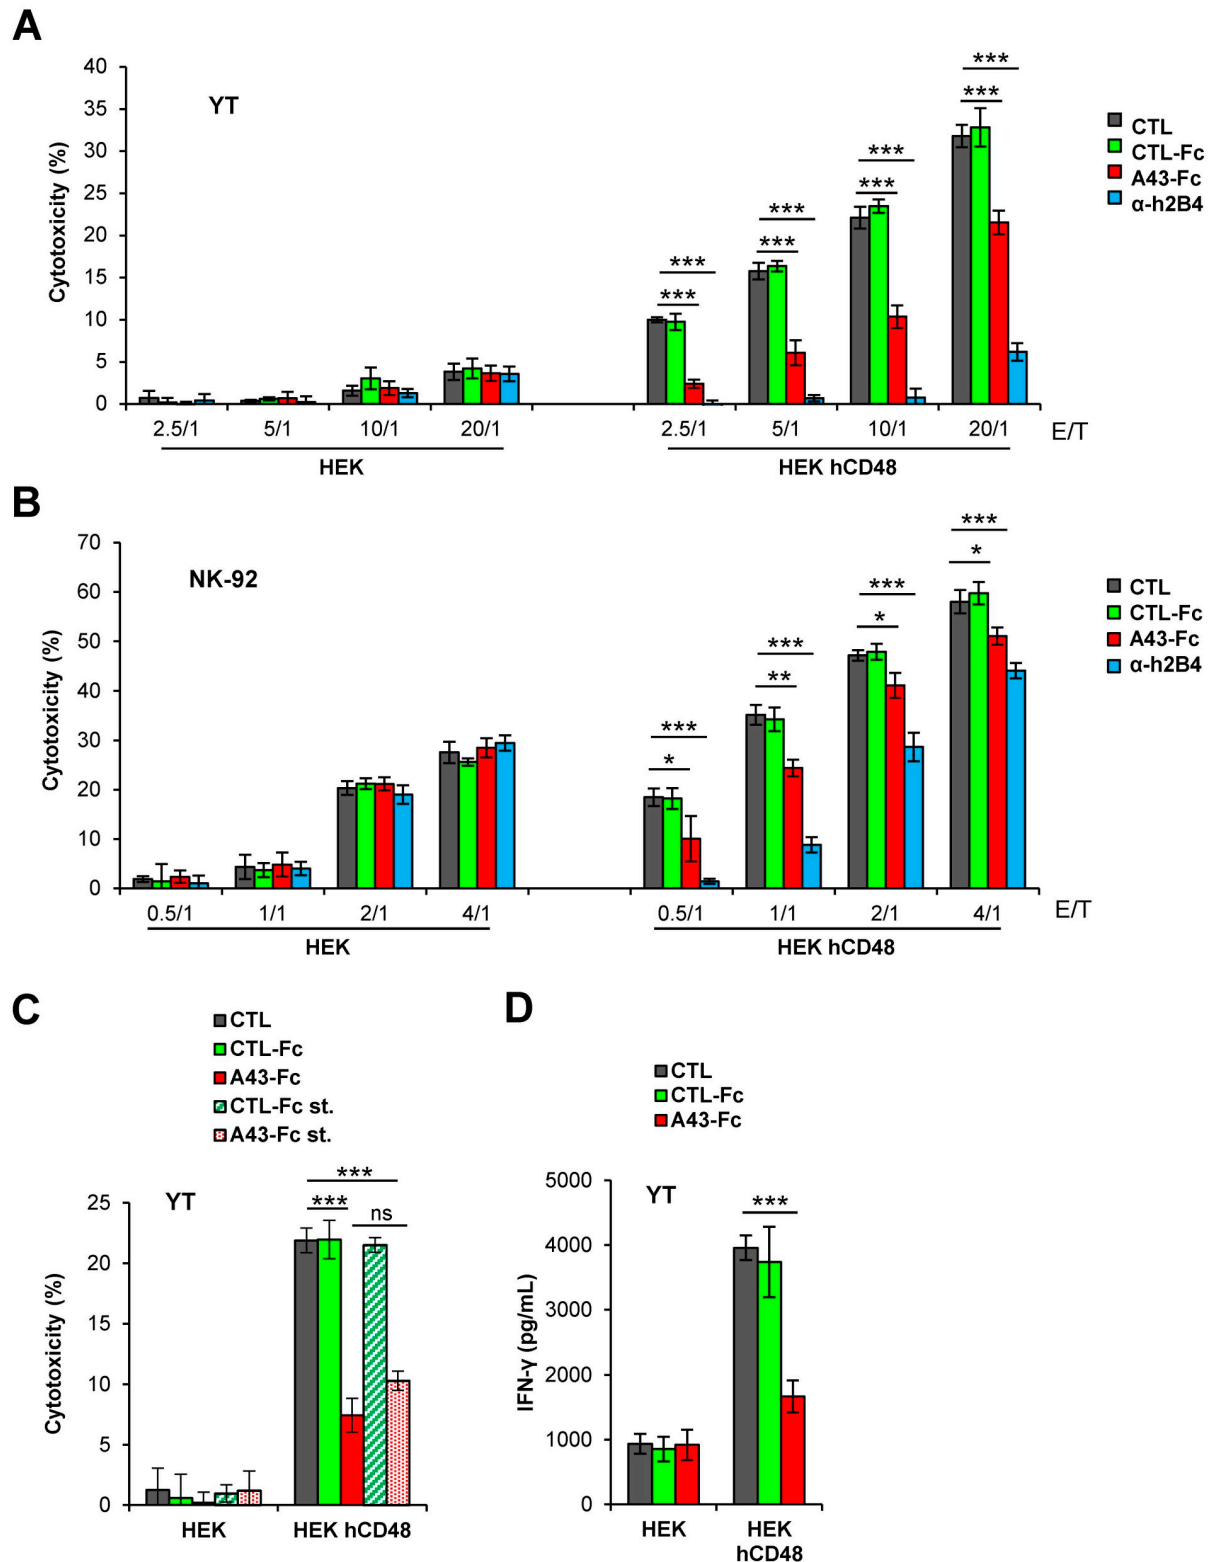 A
YT
Cytotoxicity (%)
40
35
30
25
20
15
10
5
0
*** ***
*** ***
*** ***
*** ***
CTL
CTL-Fc
A43-Fc
α-h2B4
2.5/1 5/1 10/1 20/1 2.5/1 5/1 10/1 20/1 E/T
HEK HEK hCD48
B
NK-92
Cytotoxicity (%)
70
60
50
40
30
20
10
0
*** *
*** **
*** *
*** *
CTL
CTL-Fc
A43-Fc
α-h2B4
0.5/1 1/1 2/1 4/1 0.5/1 1/1 2/1 4/1 E/T
HEK HEK hCD48
C
CTL
CTL-Fc
A43-Fc
CTL-Fc st.
A43-Fc st.
YT
Cytotoxicity (%)
25
20
15
10
5
0
***
***
ns
HEK HEK hCD48
D
CTL
CTL-Fc
A43-Fc
YT
IFN-γ (pg/mL)
5000
4000
3000
2000
1000
0
***
HEK HEK
hCD48